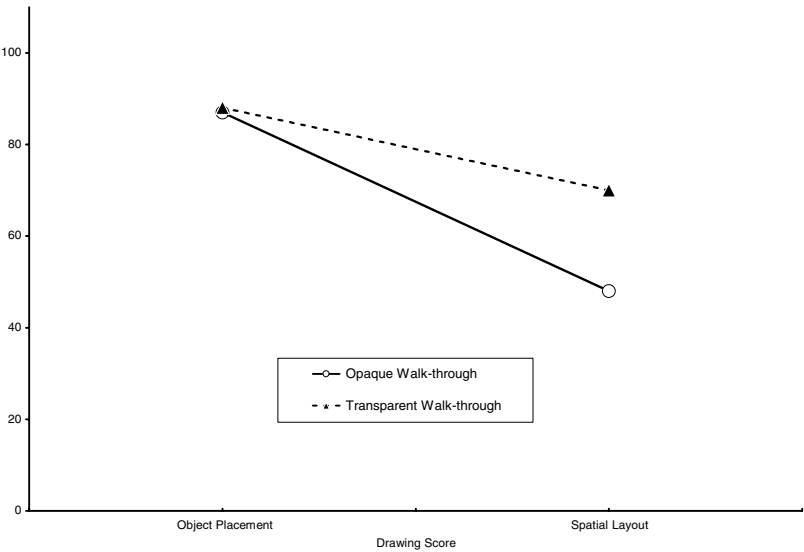 100
80
60
40
20
0
Opaque Walk-through
Transparent Walk-through
Object Placement
Spatial Layout
Drawing Score